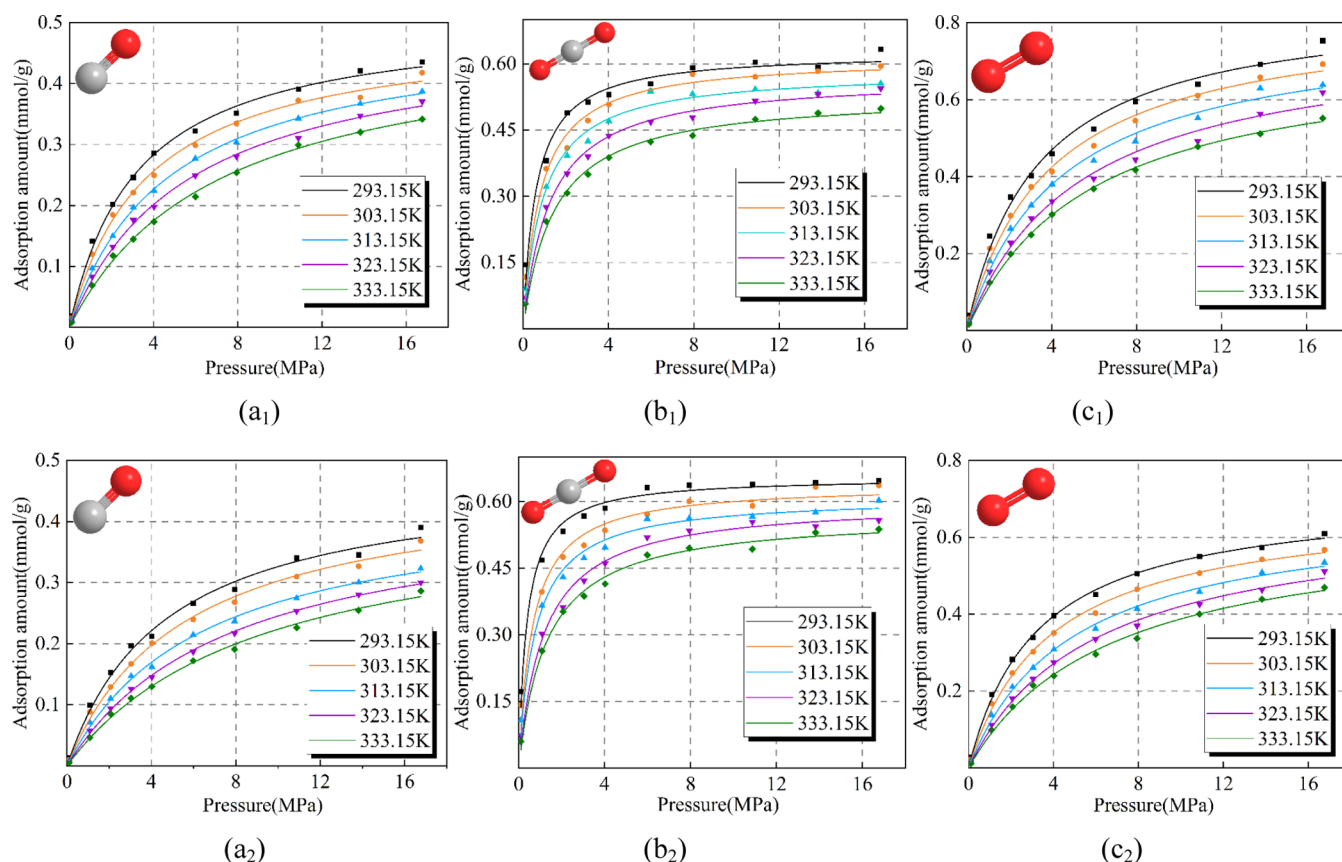 Adsorption amount(mmol/g)
0.5
0.4
0.3
0.2
0.1
293.15K
303.15K
313.15K
323.15K
333.15K
0 4 8 12 16
Pressure(MPa)
(a1)
Adsorption amount(mmol/g)
0.60
0.45
0.30
0.15
293.15K
303.15K
313.15K
323.15K
333.15K
0 4 8 12 16
Pressure(MPa)
(b1)
Adsorption amount(mmol/g)
0.8
0.6
0.4
0.2
293.15K
303.15K
313.15K
323.15K
333.15K
0 4 8 12 16
Pressure(MPa)
(c1)
Adsorption amount(mmol/g)
0.5
0.4
0.3
0.2
0.1
293.15K
303.15K
313.15K
323.15K
333.15K
0 4 8 12 16
Pressure(MPa)
(a2)
Adsorption amount(mmol/g)
0.60
0.45
0.30
0.15
293.15K
303.15K
313.15K
323.15K
333.15K
0 4 8 12 16
Pressure(MPa)
(b2)
Adsorption amount(mmol/g)
0.8
0.6
0.4
0.2
293.15K
303.15K
313.15K
323.15K
333.15K
0 4 8 12 16
Pressure(MPa)
(c2)